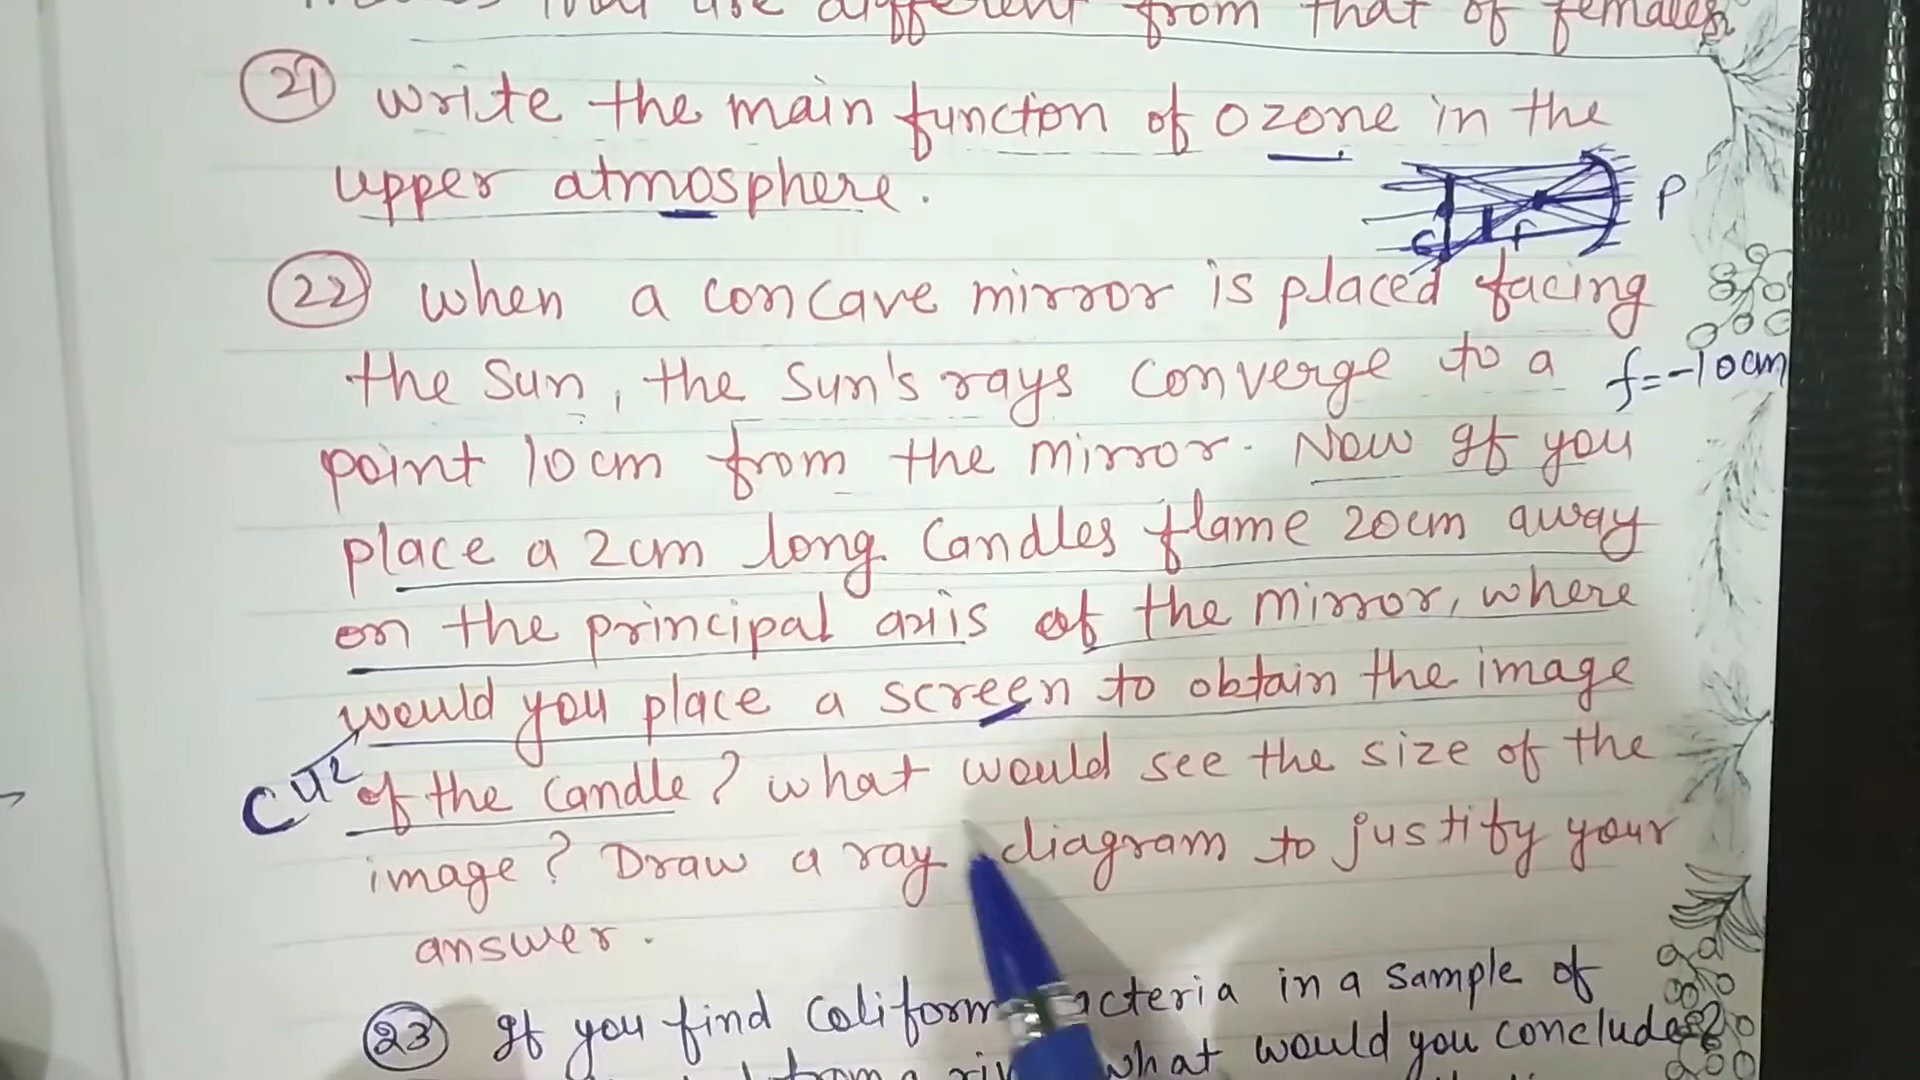 different from that of females.
(21) write the main function of ozone in the
upper atmosphere.
P
C F
(22) when a concave mirror is placed facing
the Sun, the Sun's rays converge to a
f=-10cm
point 10cm from the mirror. Now If you
place a 2cm long Candles flame 20cm away
on the principal axis of the mirror, where
would you place a screen to obtain the image
of the candle? what would see the size of the
image? Draw a ray diagram to justify your
answer.
(23) If you find Coliform acteria in a sample of
what would you conclude?